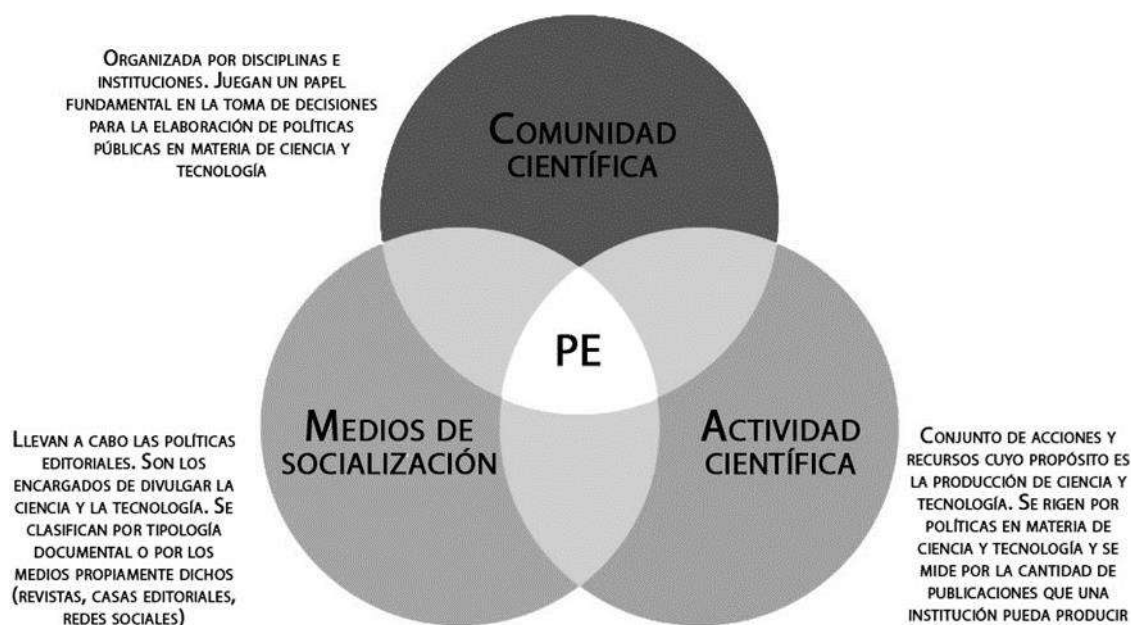 Organizada por disciplinas e
instituciones. Juegan un papel
fundamental en la toma de decisiones
para la elaboración de políticas
públicas en materia de ciencia y
tecnología
Comunidad
científica
PE
Medios de
socialización
Actividad
científica
Llevan a cabo las políticas
editoriales. Son los
encargados de divulgar la
ciencia y la tecnología. Se
clasifican por tipología
documental o por los
medios propiamente dichos
(revistas, casas editoriales,
redes sociales)
Conjunto de acciones y
recursos cuyo propósito es
la producción de ciencia y
tecnología. Se rigen por
políticas en materia de
ciencia y tecnología y se
mide por la cantidad de
publicaciones que una
institución pueda producir